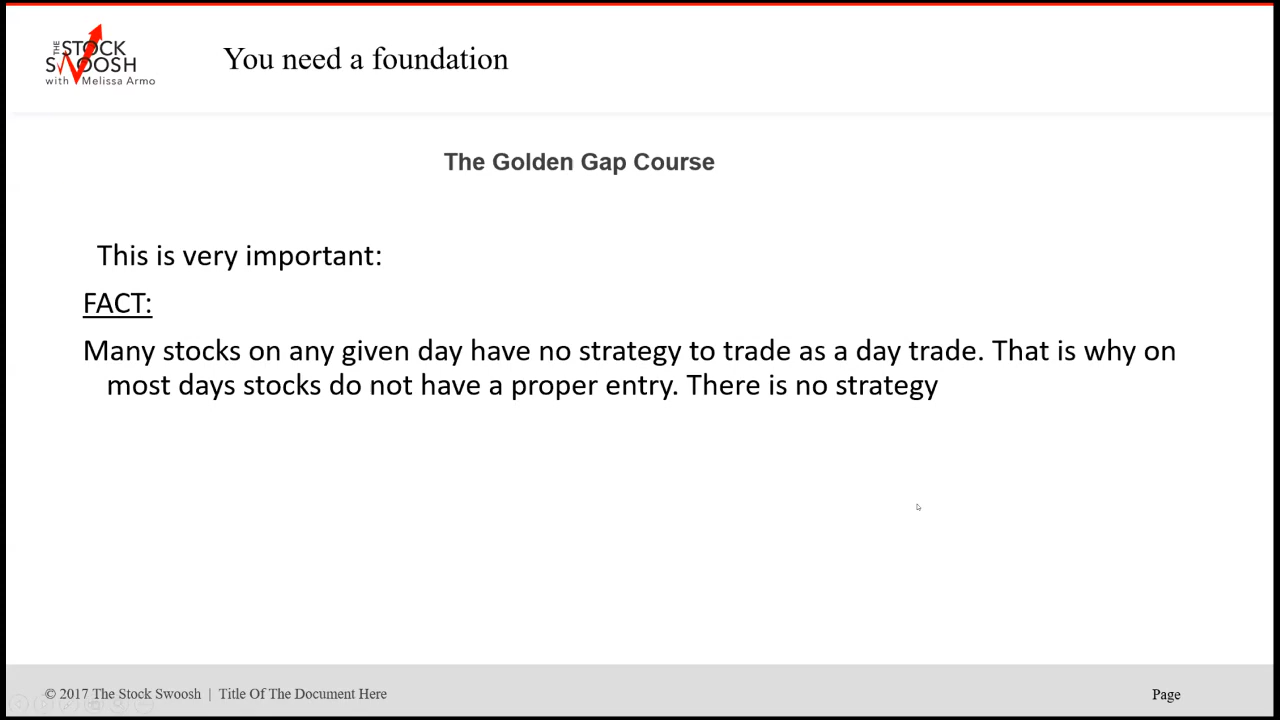 THE STOCK
SWOOSH
with Melissa Armo
You need a foundation
The Golden Gap Course
This is very important:
FACT:
Many stocks on any given day have no strategy to trade as a day trade. That is why on
most days stocks do not have a proper entry. There is no strategy
© 2017 The Stock Swoosh | Title Of The Document Here
Page